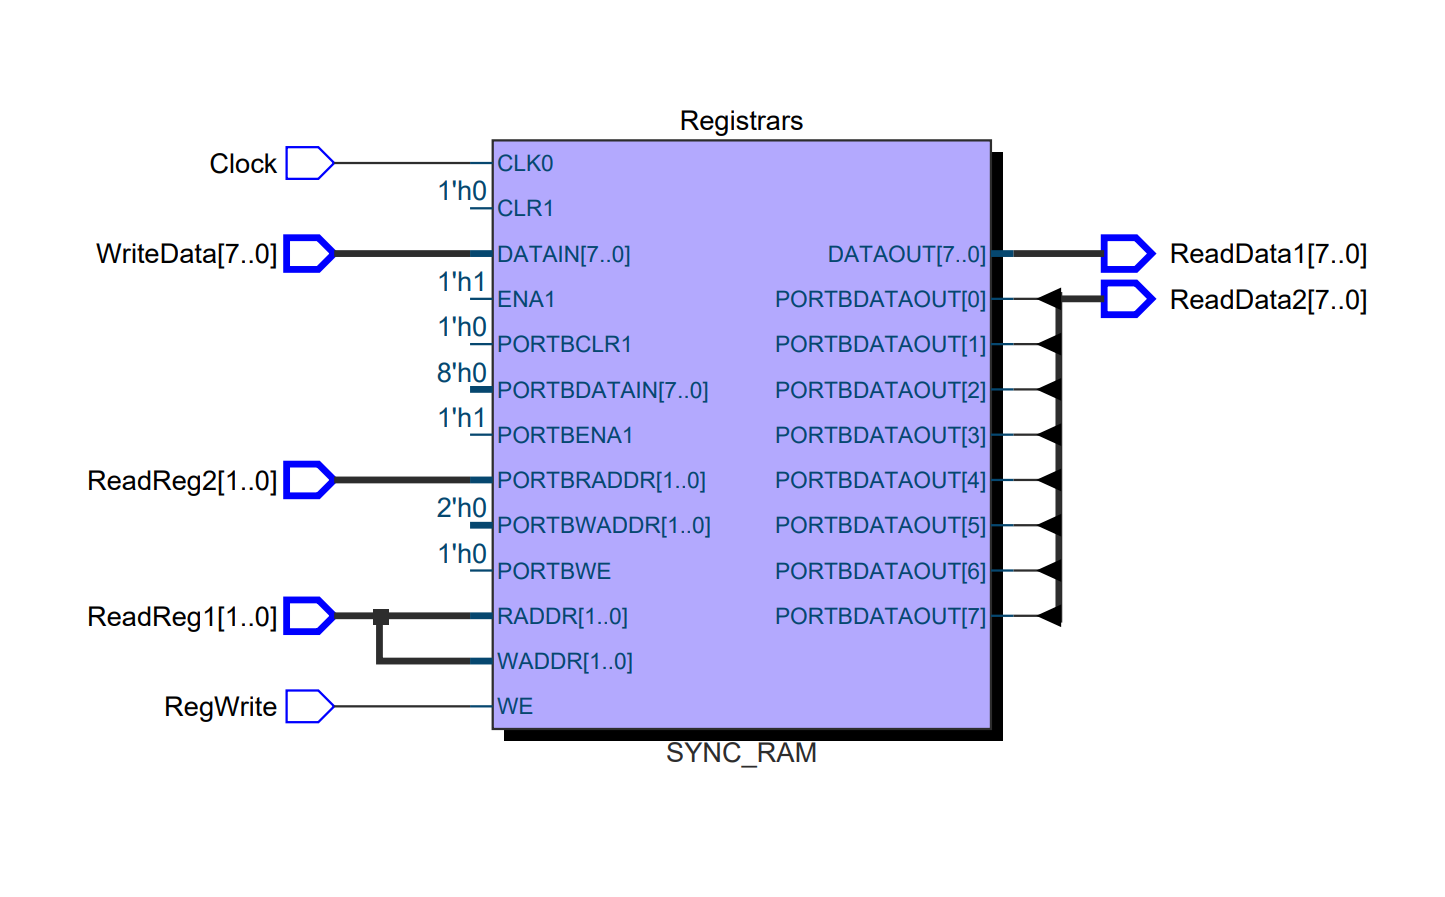 Registrars
Clock
CLK0
1'h0
CLR1
WriteData[7..0]
DATAIN[7..0]
DATAOUT[7..0]
ReadData1[7..0]
1'h1
ENA1
PORTBDATAOUT[0]
ReadData2[7..0]
1'h0
PORTBCLR1
PORTBDATAOUT[1]
8'h0
PORTBDATAIN[7..0]
PORTBDATAOUT[2]
1'h1
PORTBENA1
PORTBDATAOUT[3]
ReadReg2[1..0]
PORTBRADDR[1..0]
PORTBDATAOUT[4]
2'h0
PORTBWADDR[1..0]
PORTBDATAOUT[5]
1'h0
PORTBWE
PORTBDATAOUT[6]
ReadReg1[1..0]
RADDR[1..0]
PORTBDATAOUT[7]
WADDR[1..0]
RegWrite
WE
SYNC_RAM